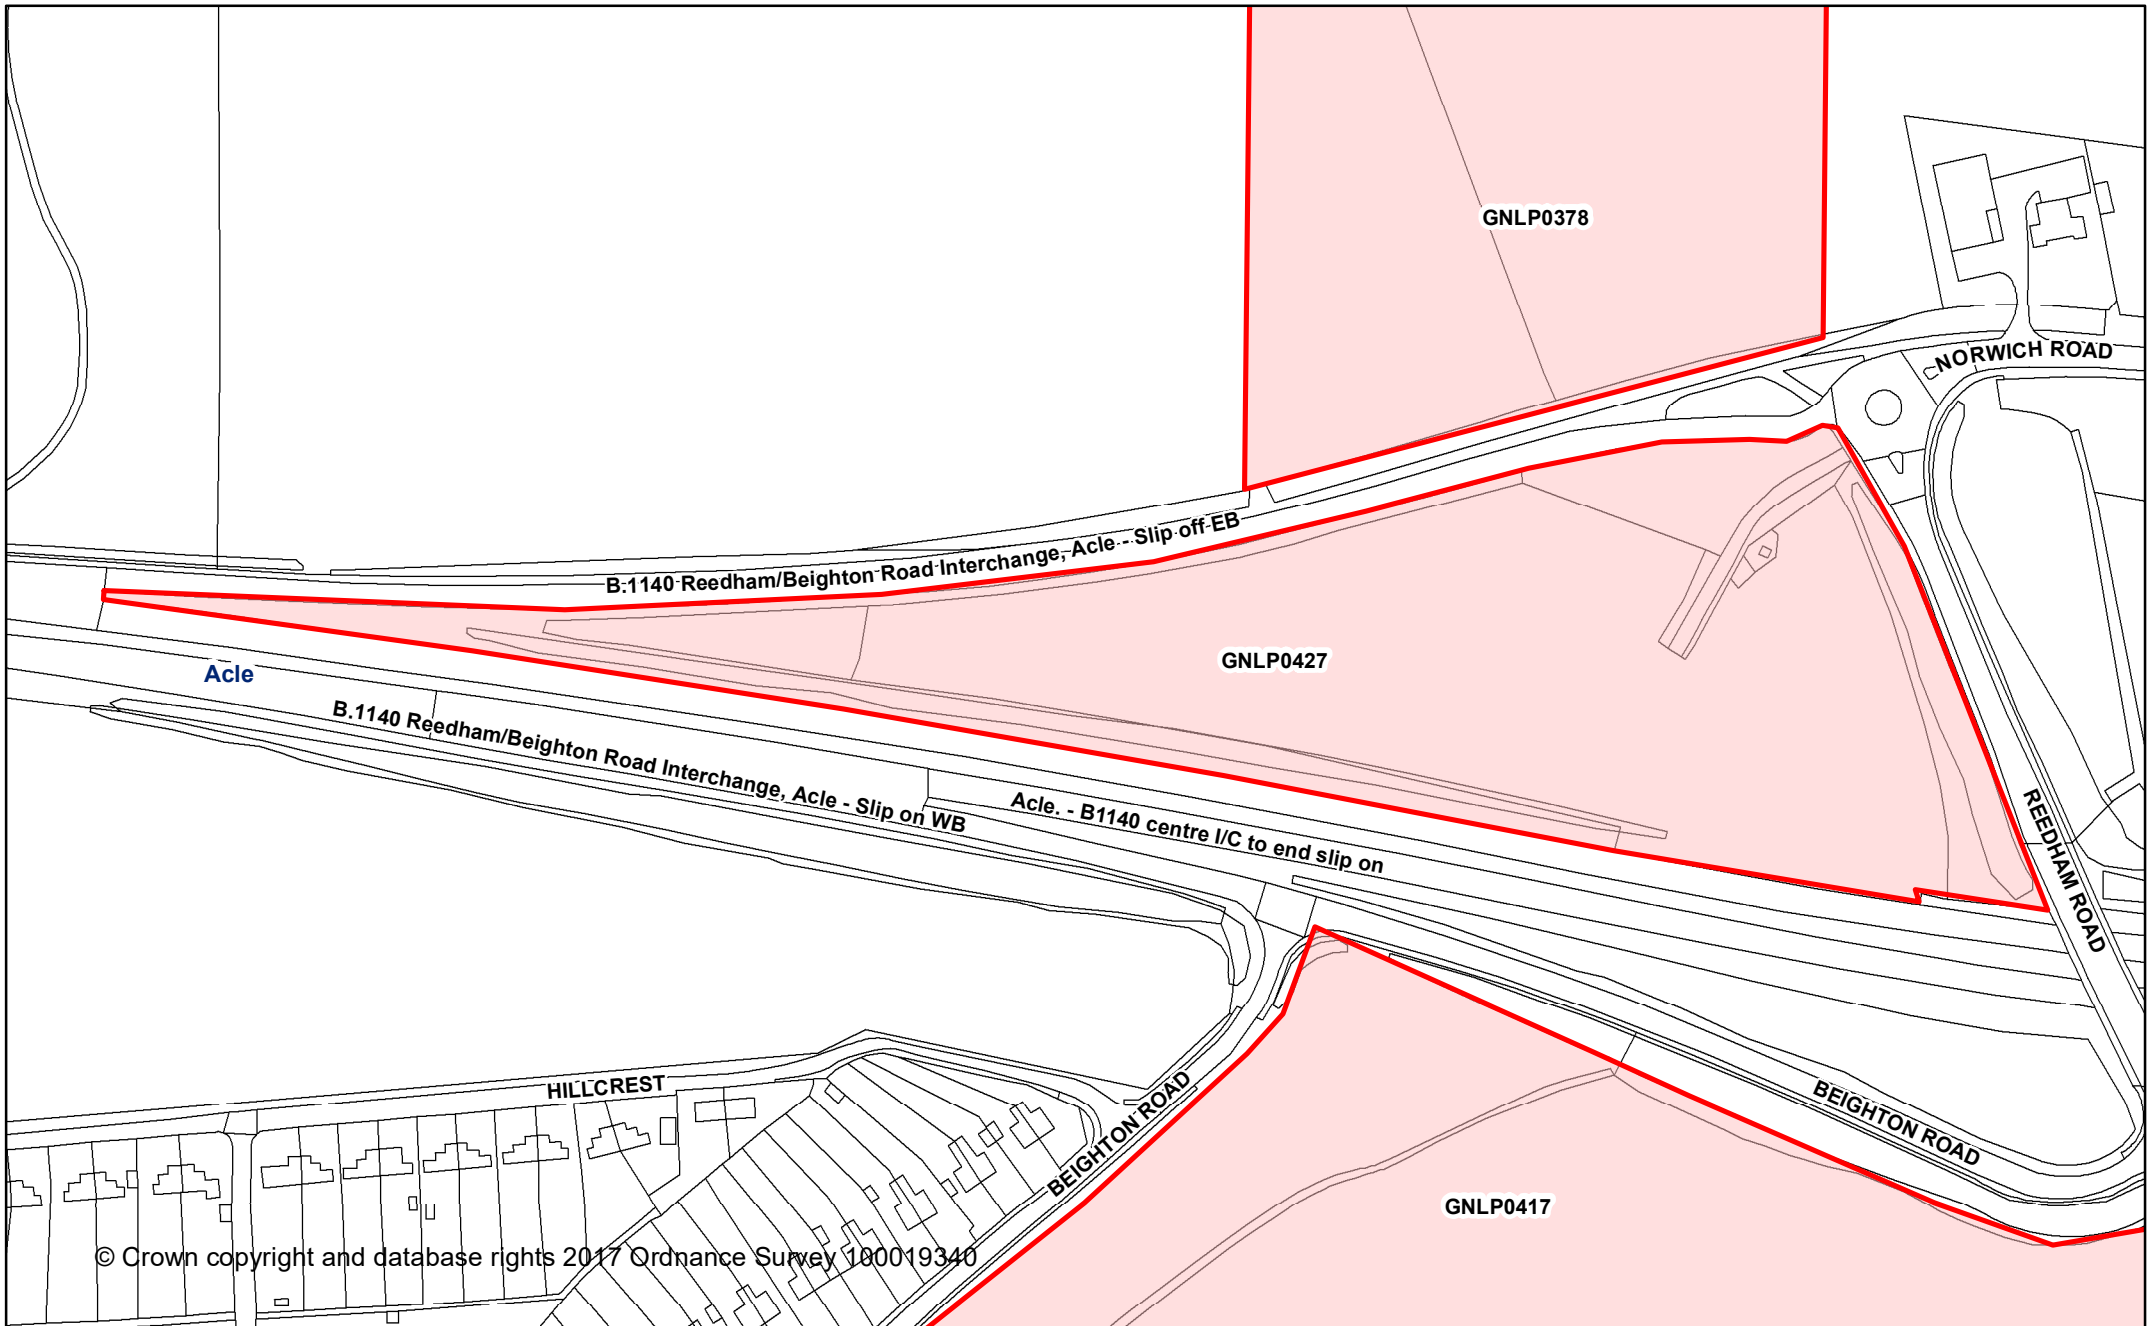 GNLP0378
NORWICH ROAD
B.1140 Reedham/Beighton Road Interchange, Acle - Slip off EB
GNLP0427
Acle
B.1140 Reedham/Beighton Road Interchange, Acle - Slip on WB
Acle. - B1140 centre I/C to end slip on
REEDHAM ROAD
HILLCREST
BEIGHTON ROAD
BEIGHTON ROAD
GNLP0417
© Crown copyright and database rights 2017 Ordnance Survey 100019340